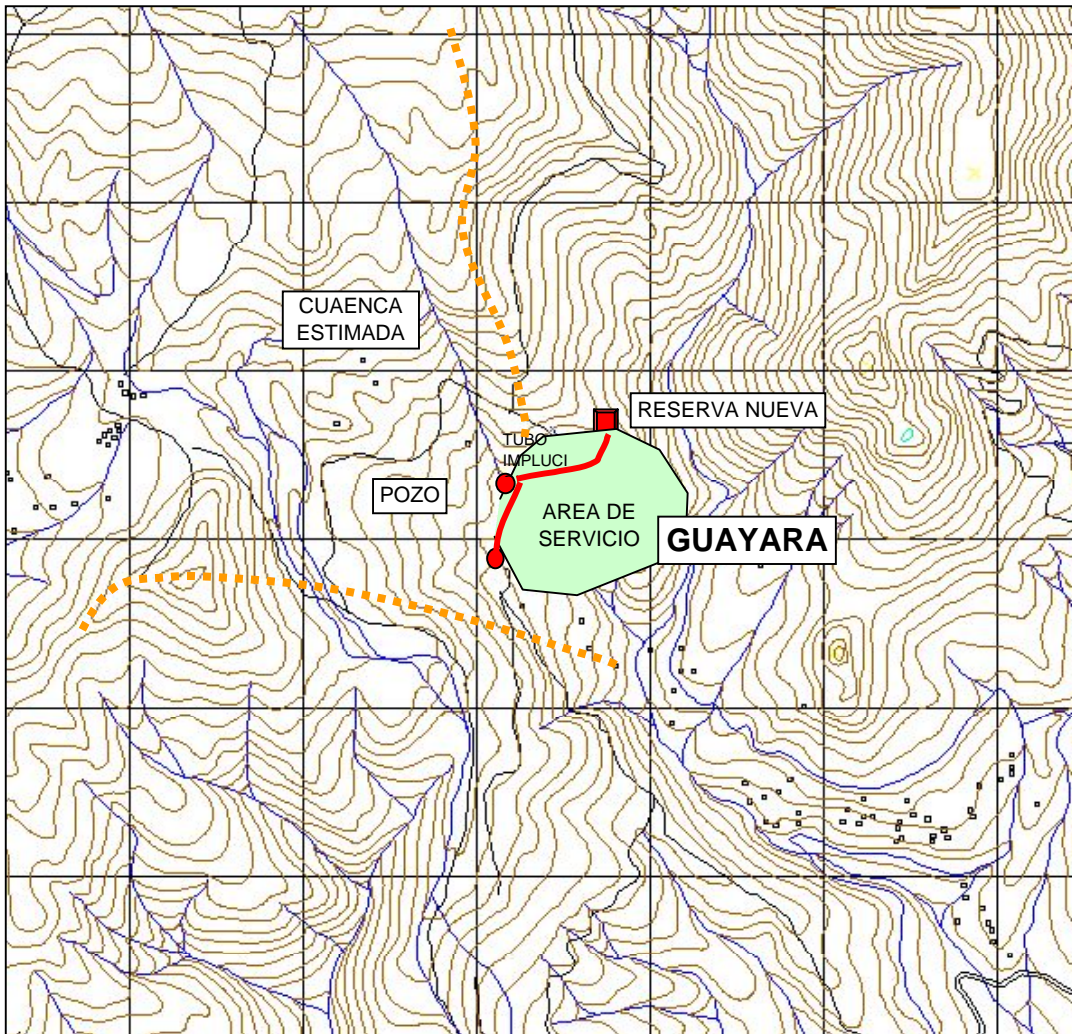 CUAENCA
ESTIMADA
RESERVA NUEVA
TUBO
IMPLUCI
POZO
AREA DE
SERVICIO
GUAYARA